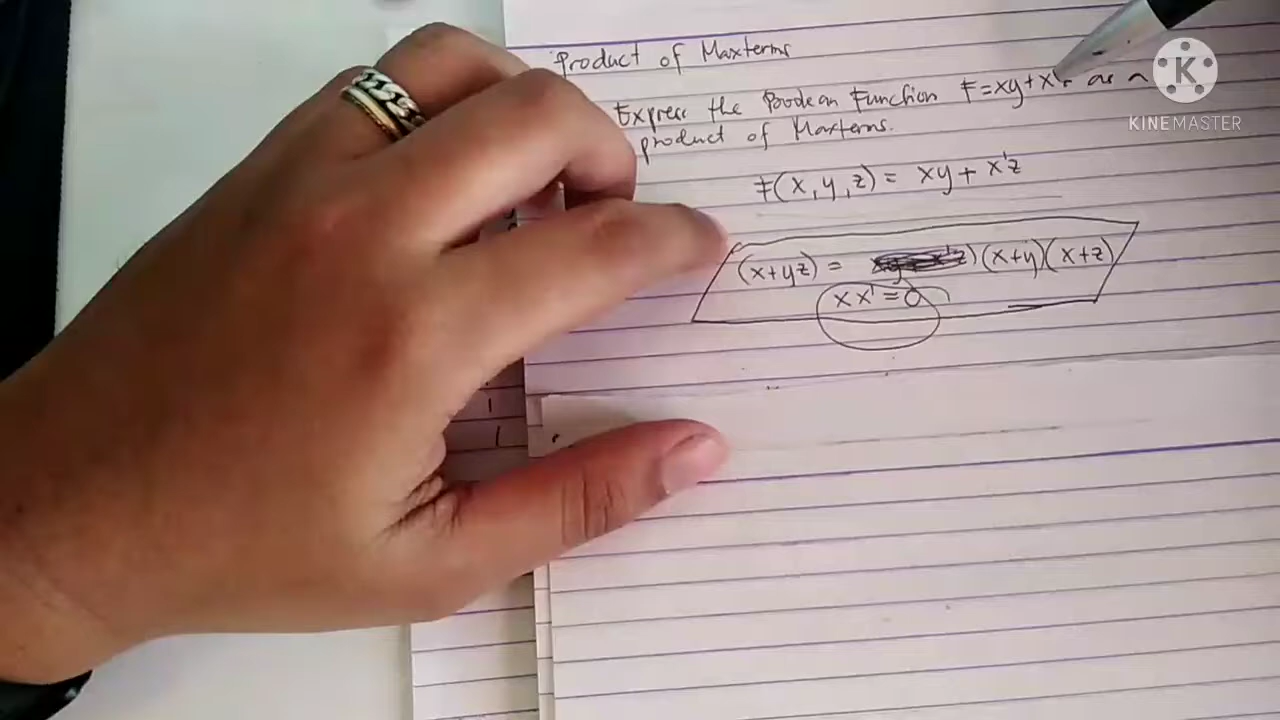 Product of Maxterms
Express the Boolean Function F=xy+x'z as a
product of Maxterms.
F(x,y,z) = xy + x'z
(x+yz) = (x+y)(x+z)
xx' = 0
K
KINEMASTER